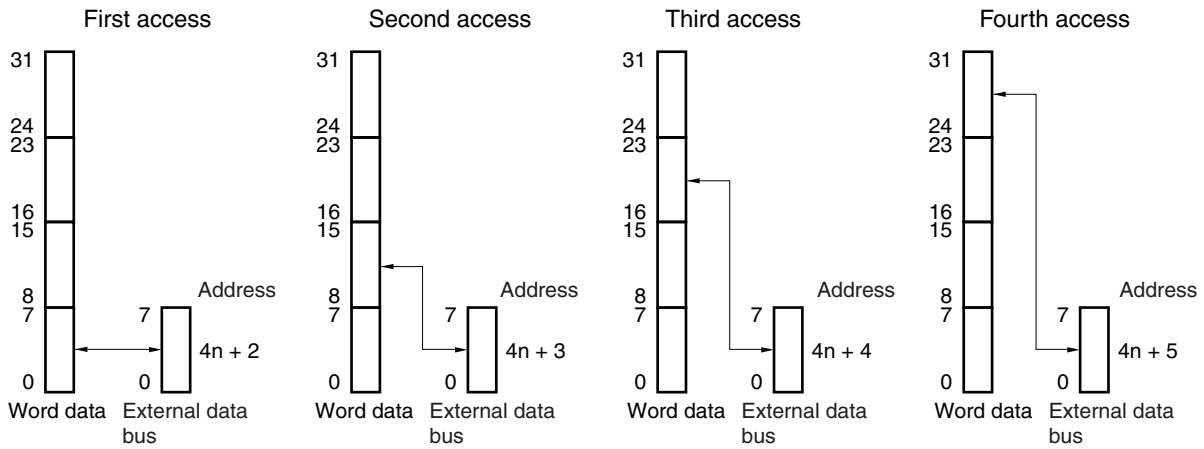 First access
31
24
23
16
15
8
7
0
Word data
Address
7
4n + 2
0
External data
bus
Second access
31
24
23
16
15
8
7
0
Word data
Address
7
4n + 3
0
External data
bus
Third access
31
24
23
16
15
8
7
0
Word data
Address
7
4n + 4
0
External data
bus
Fourth access
31
24
23
16
15
8
7
0
Word data
Address
7
4n + 5
0
External data
bus